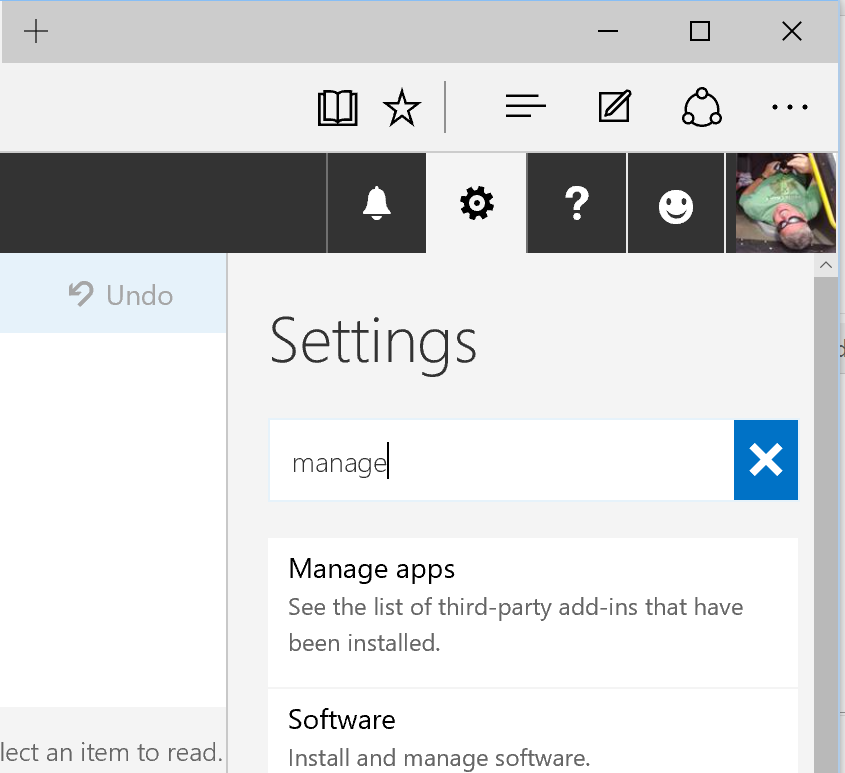 Undo
Settings
manage
Manage apps
See the list of third-party add-ins that have
been installed.
Software
Install and manage software.
lect an item to read.